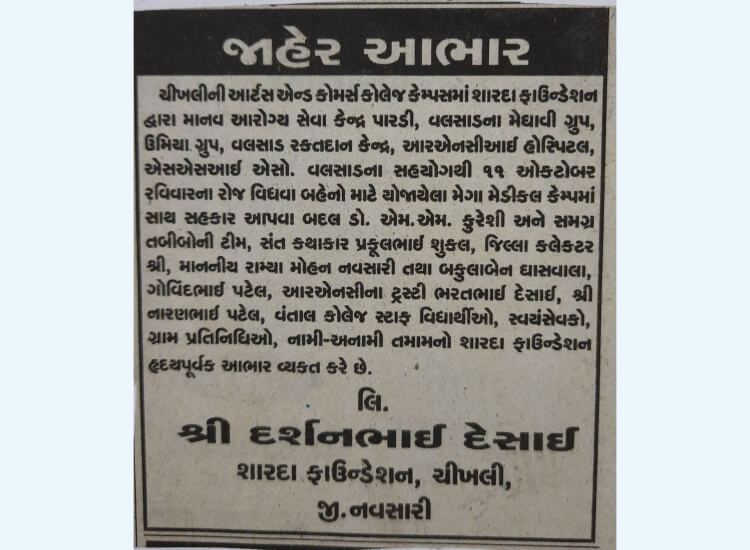 જાહેર આભાર
ચીખલીની આર્ટસ એન્ડ કોમર્સ કોલેજ કેમ્પસમાં શારદા ફાઉન્ડેશન
દ્વારા માનવ આરોગ્ય સેવા કેન્દ્ર પારડી, વલસાડના મેઘાવી ગ્રુપ,
ઉમિયા ગ્રુપ, વલસાડ રક્તદાન કેન્દ્ર, આરએનસીઆઈ હોસ્પિટલ,
એસએસઆઈ એસો. વલસાડના સહયોગથી ૧૧ ઓક્ટોબર
રવિવારના રોજ વિધવા બહેનો માટે યોજાયેલા મેગા મેડીકલ કેમ્પમાં
સાથ સહકાર આપવા બદલ ડો. એમ.એમ. કુરેશી અને સમગ્ર
તબીબોની ટીમ, સંત કથાકાર પ્રફૂલભાઈ શુકલ, જિલ્લા કલેક્ટર
શ્રી, માનનીય રામ્યા મોહન નવસારી તથા બકુલાબેન ઘાસવાલા,
ગોવિંદભાઈ પટેલ, આરએનસીના ટ્રસ્ટી ભરતભાઈ દેસાઈ, શ્રી
નારણભાઈ પટેલ, વંતાલ કોલેજ સ્ટાફ વિદ્યાર્થીઓ, સ્વયંસેવકો,
ગ્રામ પ્રતિનિધિઓ, નામી-અનામી તમામનો શારદા ફાઉન્ડેશન
હૃદયપૂર્વક આભાર વ્યકત કરે છે.
લિ.
શ્રી દર્શનભાઈ દેસાઈ
શારદા ફાઉન્ડેશન, ચીખલી,
જી.નવસારી